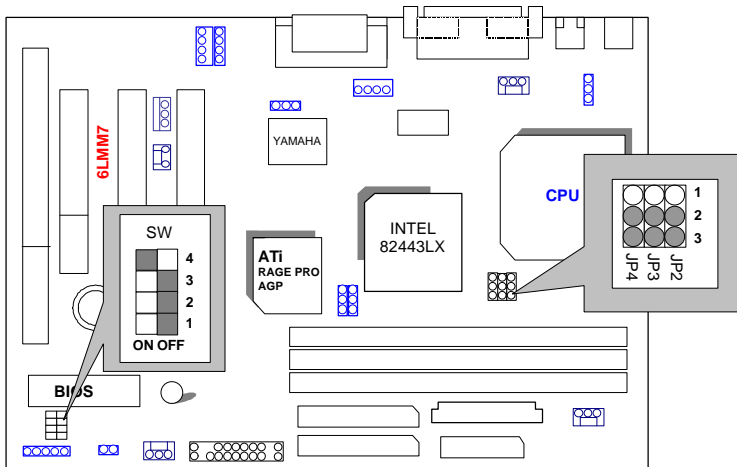 6LMM7
YAMAHA
CPU
INTEL
82443LX
ATi
RAGE PRO
AGP
SW
4
3
2
1
ON OFF
1
2
3
JP4
JP3
JP2
BIOS